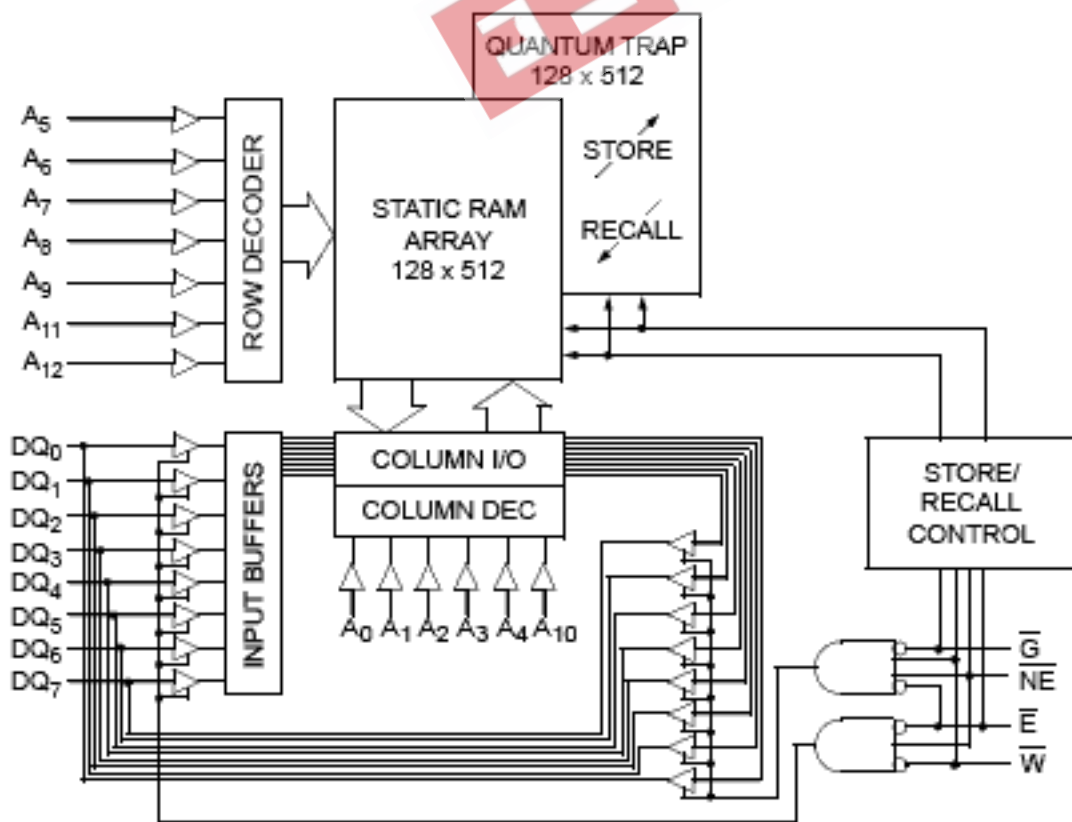 QUANTUM TRAP
128 x 512
STORE
RECALL
A5
A6
A7
A8
A9
A11
A12
ROW DECODER
STATIC RAM
ARRAY
128 x 512
DQ0
DQ1
DQ2
DQ3
DQ4
DQ5
DQ6
DQ7
INPUT BUFFERS
COLUMN I/O
COLUMN DEC
A0 A1 A2 A3 A4 A10
STORE/
RECALL
CONTROL
G̅
N̅E̅
E̅
W̅